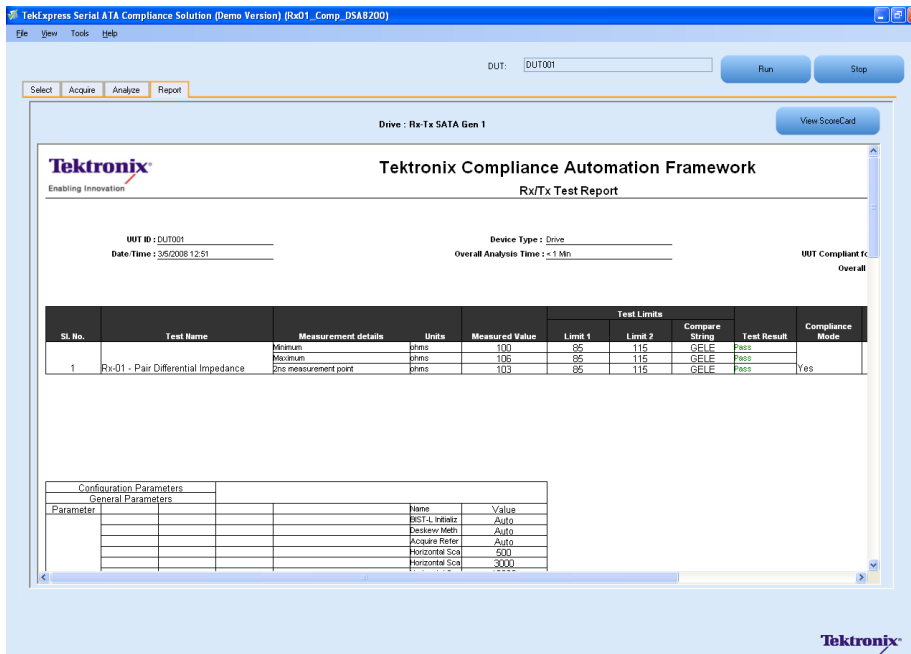 TekExpress Serial ATA Compliance Solution (Demo Version) (Rx01_Comp_DSA8200)
File View Tools Help
DUT: DUT001 Run Stop
Select Acquire Analyze Report
Drive : Rx-Tx SATA Gen 1 View ScoreCard
Tektronix Tektronix Compliance Automation Framework
Enabling Innovation Rx/Tx Test Report
UUT ID : DUT001 Device Type : Drive
Date/Time : 3/5/2008 12:51 Overall Analysis Time : < 1 Min UUT Compliant fo
Overall
Test Limits
Sl. No. Test Name Measurement details Units Measured Value Limit 1 Limit 2 Compare String Test Result Compliance Mode
Minimum ohms 100 85 115 GELE Pass
Maximum ohms 106 85 115 GELE Pass
1 Rx-01 - Pair Differential Impedance 2ns measurement point ohms 103 85 115 GELE Pass Yes
Configuration Parameters
General Parameters
Parameter Name Value
BIST-L Initializ Auto
Deskew Meth Auto
Acquire Refer Auto
Horizontal Sca 500
Horizontal Sca 3000
Tektronix